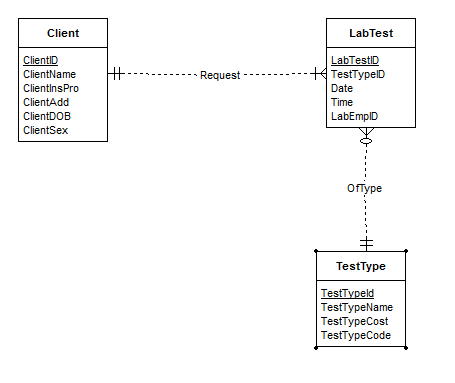 Client
ClientID
ClientName
ClientInsPro
ClientAdd
ClientDOB
ClientSex
Request
LabTest
LabTestID
TestTypeID
Date
Time
LabEmpID
OfType
TestType
TestTypeId
TestTypeName
TestTypeCost
TestTypeCode